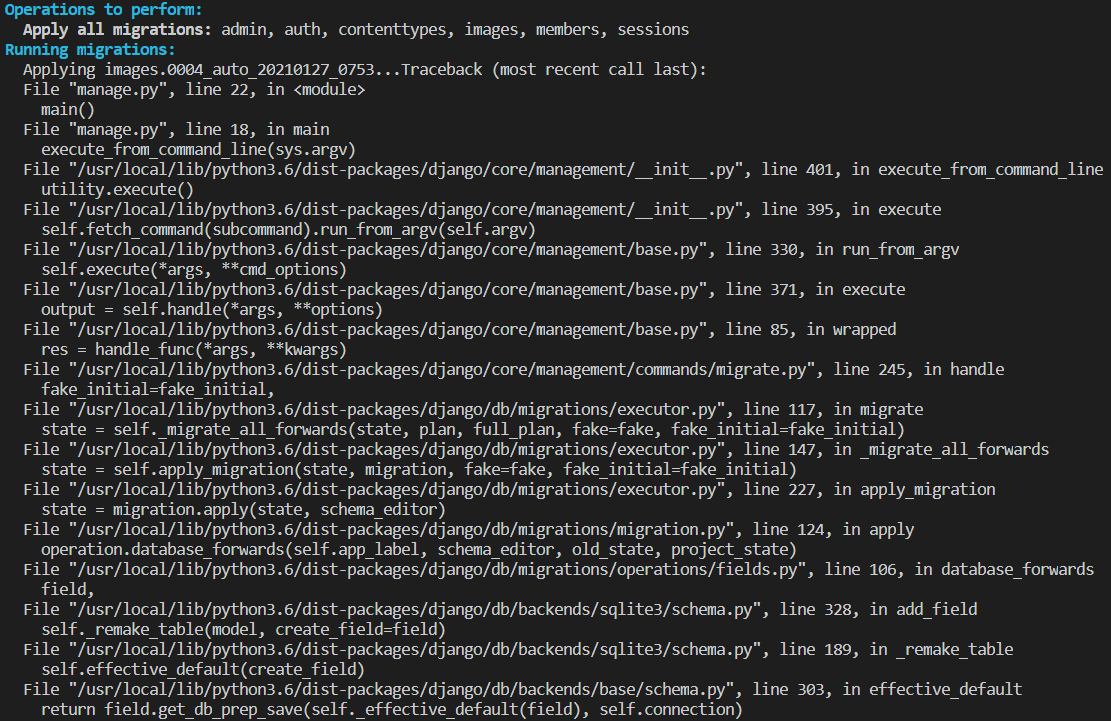 Operations to perform:
  Apply all migrations: admin, auth, contenttypes, images, members, sessions
Running migrations:
  Applying images.0004_auto_20210127_0753...Traceback (most recent call last):
  File "manage.py", line 22, in <module>
    main()
  File "manage.py", line 18, in main
    execute_from_command_line(sys.argv)
  File "/usr/local/lib/python3.6/dist-packages/django/core/management/__init__.py", line 401, in execute_from_command_line
    utility.execute()
  File "/usr/local/lib/python3.6/dist-packages/django/core/management/__init__.py", line 395, in execute
    self.fetch_command(subcommand).run_from_argv(self.argv)
  File "/usr/local/lib/python3.6/dist-packages/django/core/management/base.py", line 330, in run_from_argv
    self.execute(*args, **cmd_options)
  File "/usr/local/lib/python3.6/dist-packages/django/core/management/base.py", line 371, in execute
    output = self.handle(*args, **options)
  File "/usr/local/lib/python3.6/dist-packages/django/core/management/base.py", line 85, in wrapped
    res = handle_func(*args, **kwargs)
  File "/usr/local/lib/python3.6/dist-packages/django/core/management/commands/migrate.py", line 245, in handle
    fake_initial=fake_initial,
  File "/usr/local/lib/python3.6/dist-packages/django/db/migrations/executor.py", line 117, in migrate
    state = self._migrate_all_forwards(state, plan, full_plan, fake=fake, fake_initial=fake_initial)
  File "/usr/local/lib/python3.6/dist-packages/django/db/migrations/executor.py", line 147, in _migrate_all_forwards
    state = self.apply_migration(state, migration, fake=fake, fake_initial=fake_initial)
  File "/usr/local/lib/python3.6/dist-packages/django/db/migrations/executor.py", line 227, in apply_migration
    state = migration.apply(state, schema_editor)
  File "/usr/local/lib/python3.6/dist-packages/django/db/migrations/migration.py", line 124, in apply
    operation.database_forwards(self.app_label, schema_editor, old_state, project_state)
  File "/usr/local/lib/python3.6/dist-packages/django/db/migrations/operations/fields.py", line 106, in database_forwards
    field,
  File "/usr/local/lib/python3.6/dist-packages/django/db/backends/sqlite3/schema.py", line 328, in add_field
    self._remake_table(model, create_field=field)
  File "/usr/local/lib/python3.6/dist-packages/django/db/backends/sqlite3/schema.py", line 189, in _remake_table
    self.effective_default(create_field)
  File "/usr/local/lib/python3.6/dist-packages/django/db/backends/base/schema.py", line 303, in effective_default
    return field.get_db_prep_save(self._effective_default(field), self.connection)